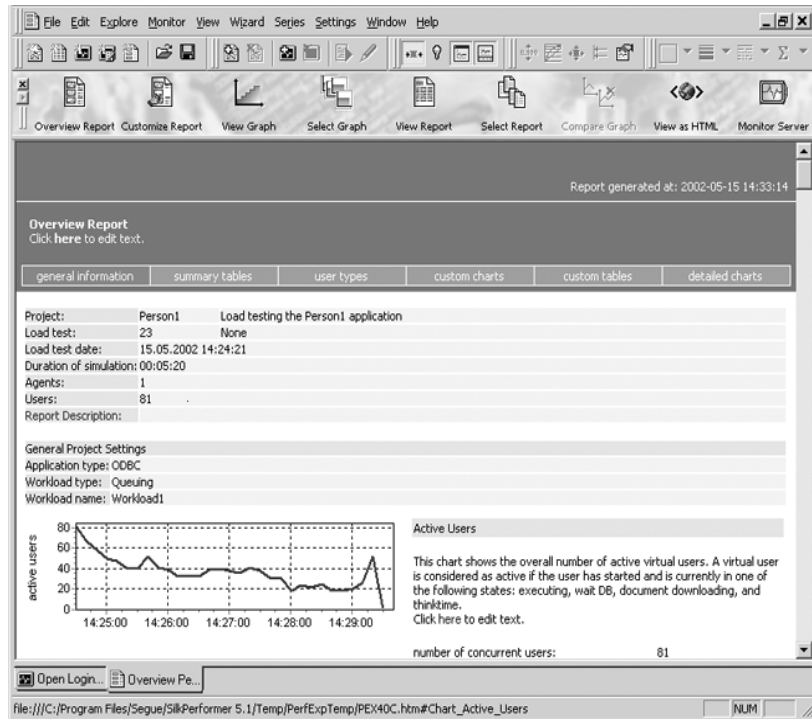 File Edit Explore Monitor View Wizard Series Settings Window Help
Overview Report Customize Report View Graph Select Graph View Report Select Report Compare Graph View as HTML Monitor Server
Report generated at: 2002-05-15 14:33:14
Overview Report
Click here to edit text.
general information summary tables user types custom charts custom tables detailed charts
Project: Person1 Load testing the Person1 application
Load test: 23 None
Load test date: 15.05.2002 14:24:21
Duration of simulation: 00:05:20
Agents: 1
Users: 81
Report Description:
General Project Settings
Application type: ODBC
Workload type: Queuing
Workload name: Workload1
active users
80
60
40
20
0
14:25:00 14:26:00 14:27:00 14:28:00 14:29:00
Active Users
This chart shows the overall number of active virtual users. A virtual user
is considered as active if the user has started and is currently in one of
the following states: executing, wait DB, document downloading, and
thinktime.
Click here to edit text.
number of concurrent users: 81
Open Login... Overview Pe...
file:///C:/Program Files/Segue/SilkPerformer 5.1/Temp/PerfExpTemp/PEX40C.htm#Chart_Active_Users NUM